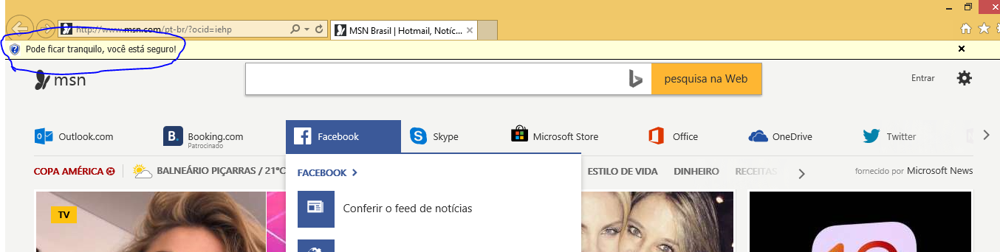 http://www.msn.com/pt-br/?ocid=iehp
MSN Brasil | Hotmail, Notíc...
Pode ficar tranquilo, você está seguro!
msn
pesquisa na Web
Entrar
Outlook.com
Booking.com
Patrocinado
Facebook
Skype
Microsoft Store
Office
OneDrive
Twitter
COPA AMÉRICA
BALNEÁRIO PIÇARRAS / 21°C
ESTILO DE VIDA
DINHEIRO
RECEITAS
fornecido por Microsoft News
FACEBOOK
Conferir o feed de notícias
TV